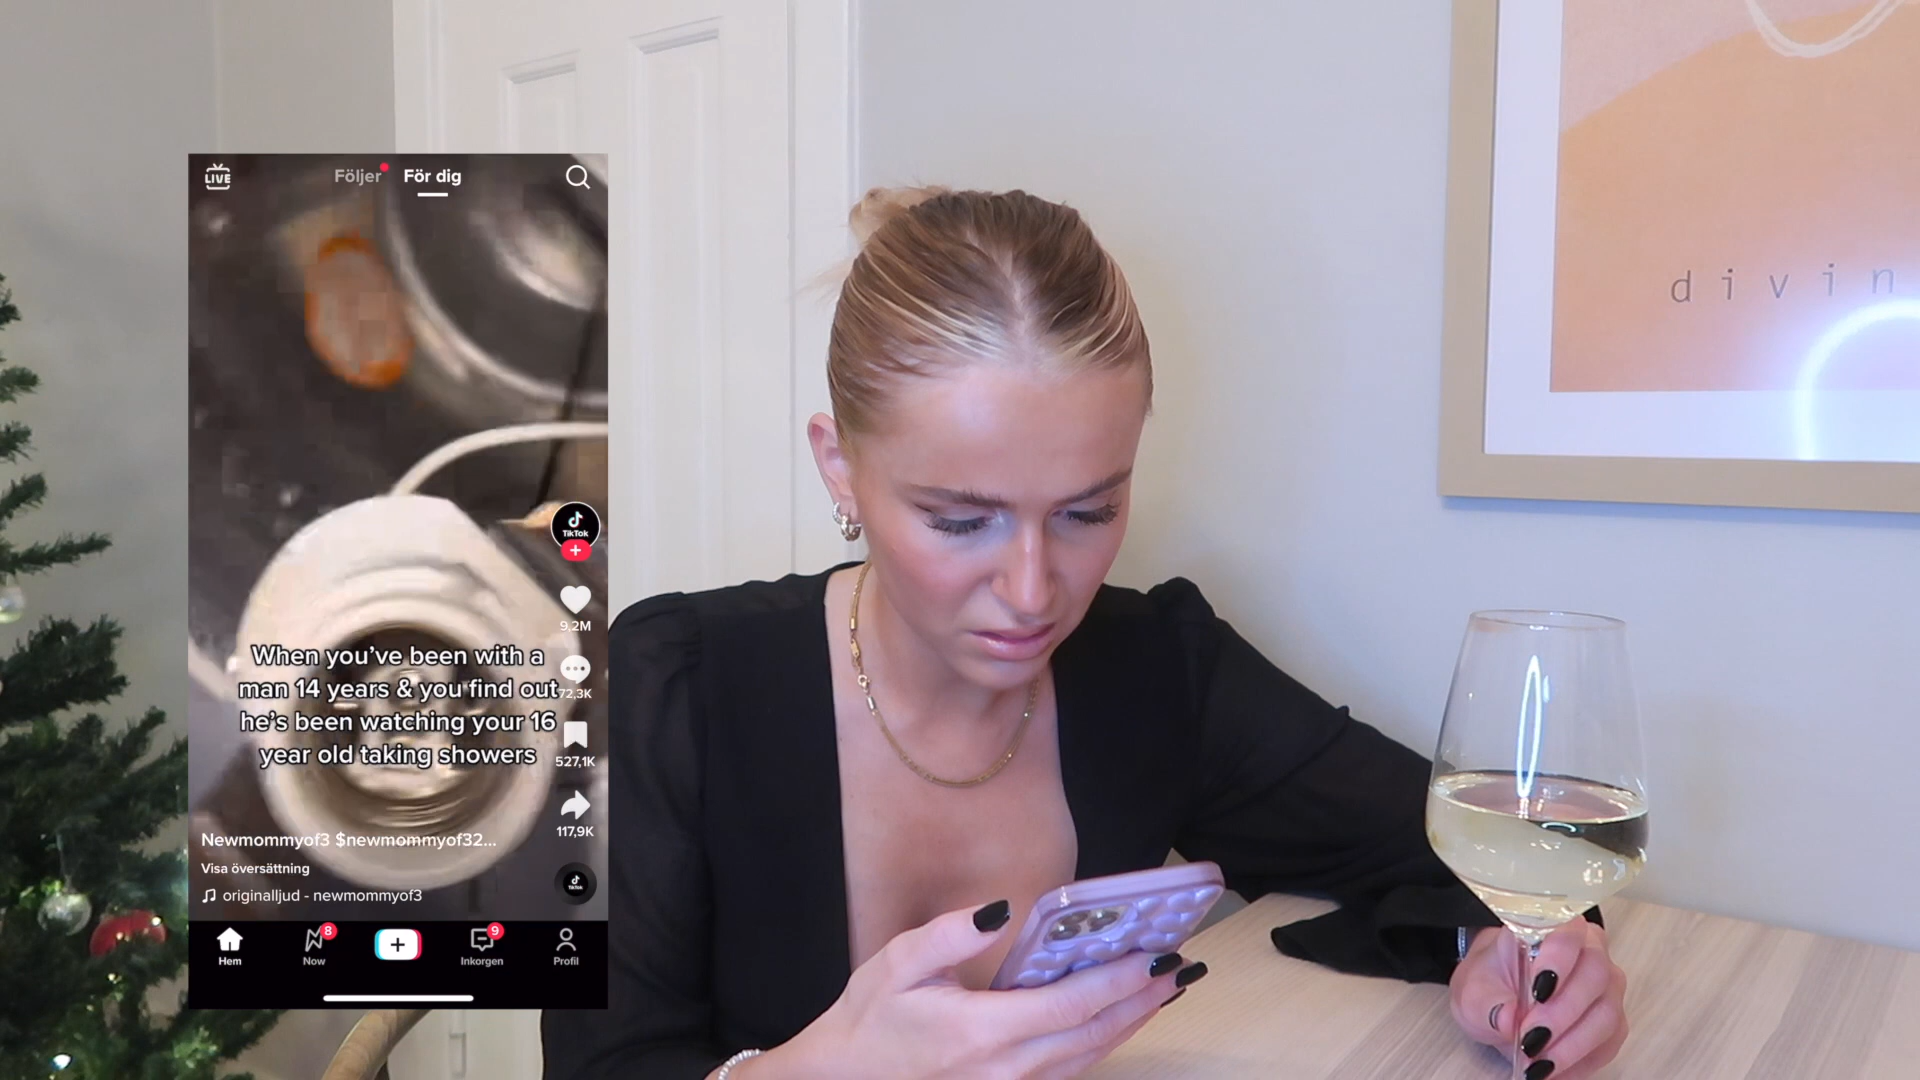 LIVE
Följer För dig
divin
TikTok
9,2M
When you've been with a
man 14 years & you find out
he's been watching your 16
year old taking showers
72,3K
527,1K
117,9K
Newmommyof3 $newmommyof32...
Visa översättning
originalljud - newmommyof3
TikTok
8 9
Hem Now Inkorgen Profil